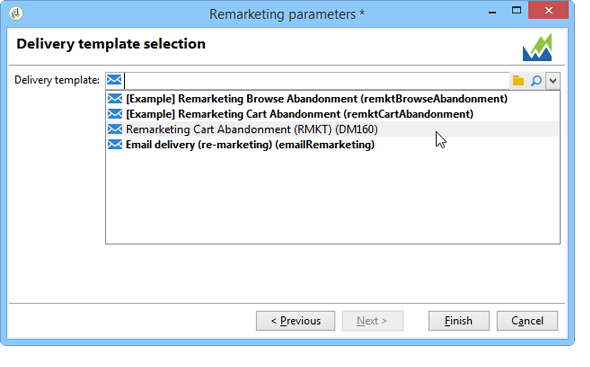 Remarketing parameters *
Delivery template selection
Delivery template:
[Example] Remarketing Browse Abandonment (remktBrowseAbandonment)
[Example] Remarketing Cart Abandonment (remktCartAbandonment)
Remarketing Cart Abandonment (RMKT) (DM160)
Email delivery (re-marketing) (emailRemarketing)
< Previous Next > Finish Cancel